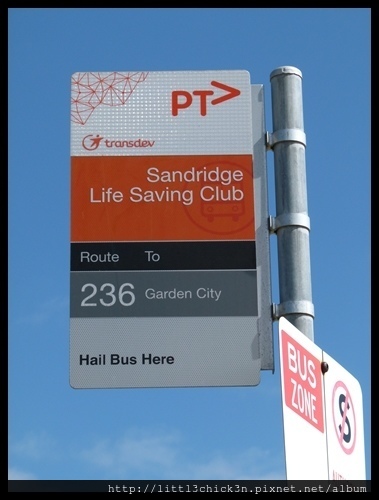 PT>
transdev
Sandridge
Life Saving Club
Route To
236 Garden City
Hail Bus Here
BUS
ZONE
S
http://littl3chick3n.pixnet.net/album